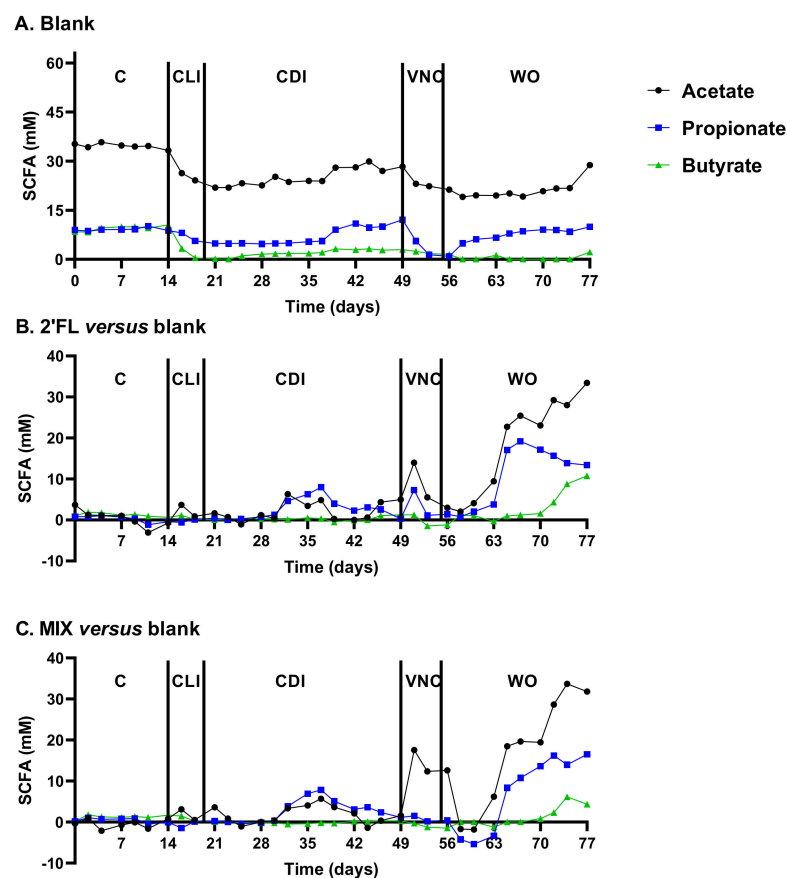 A. Blank
60
C
CLI
CDI
VNC
WO
45
30
15
0
SCFA (mM)
0 7 14 21 28 35 42 49 56 63 70 77
Time (days)
Acetate
Propionate
Butyrate
B. 2'FL versus blank
40
C
CLI
CDI
VNC
WO
30
20
10
0
-10
SCFA (mM)
7 14 21 28 35 42 49 56 63 70 77
Time (days)
C. MIX versus blank
40
C
CLI
CDI
VNC
WO
30
20
10
0
-10
SCFA (mM)
7 14 21 28 35 42 49 56 63 70 77
Time (days)